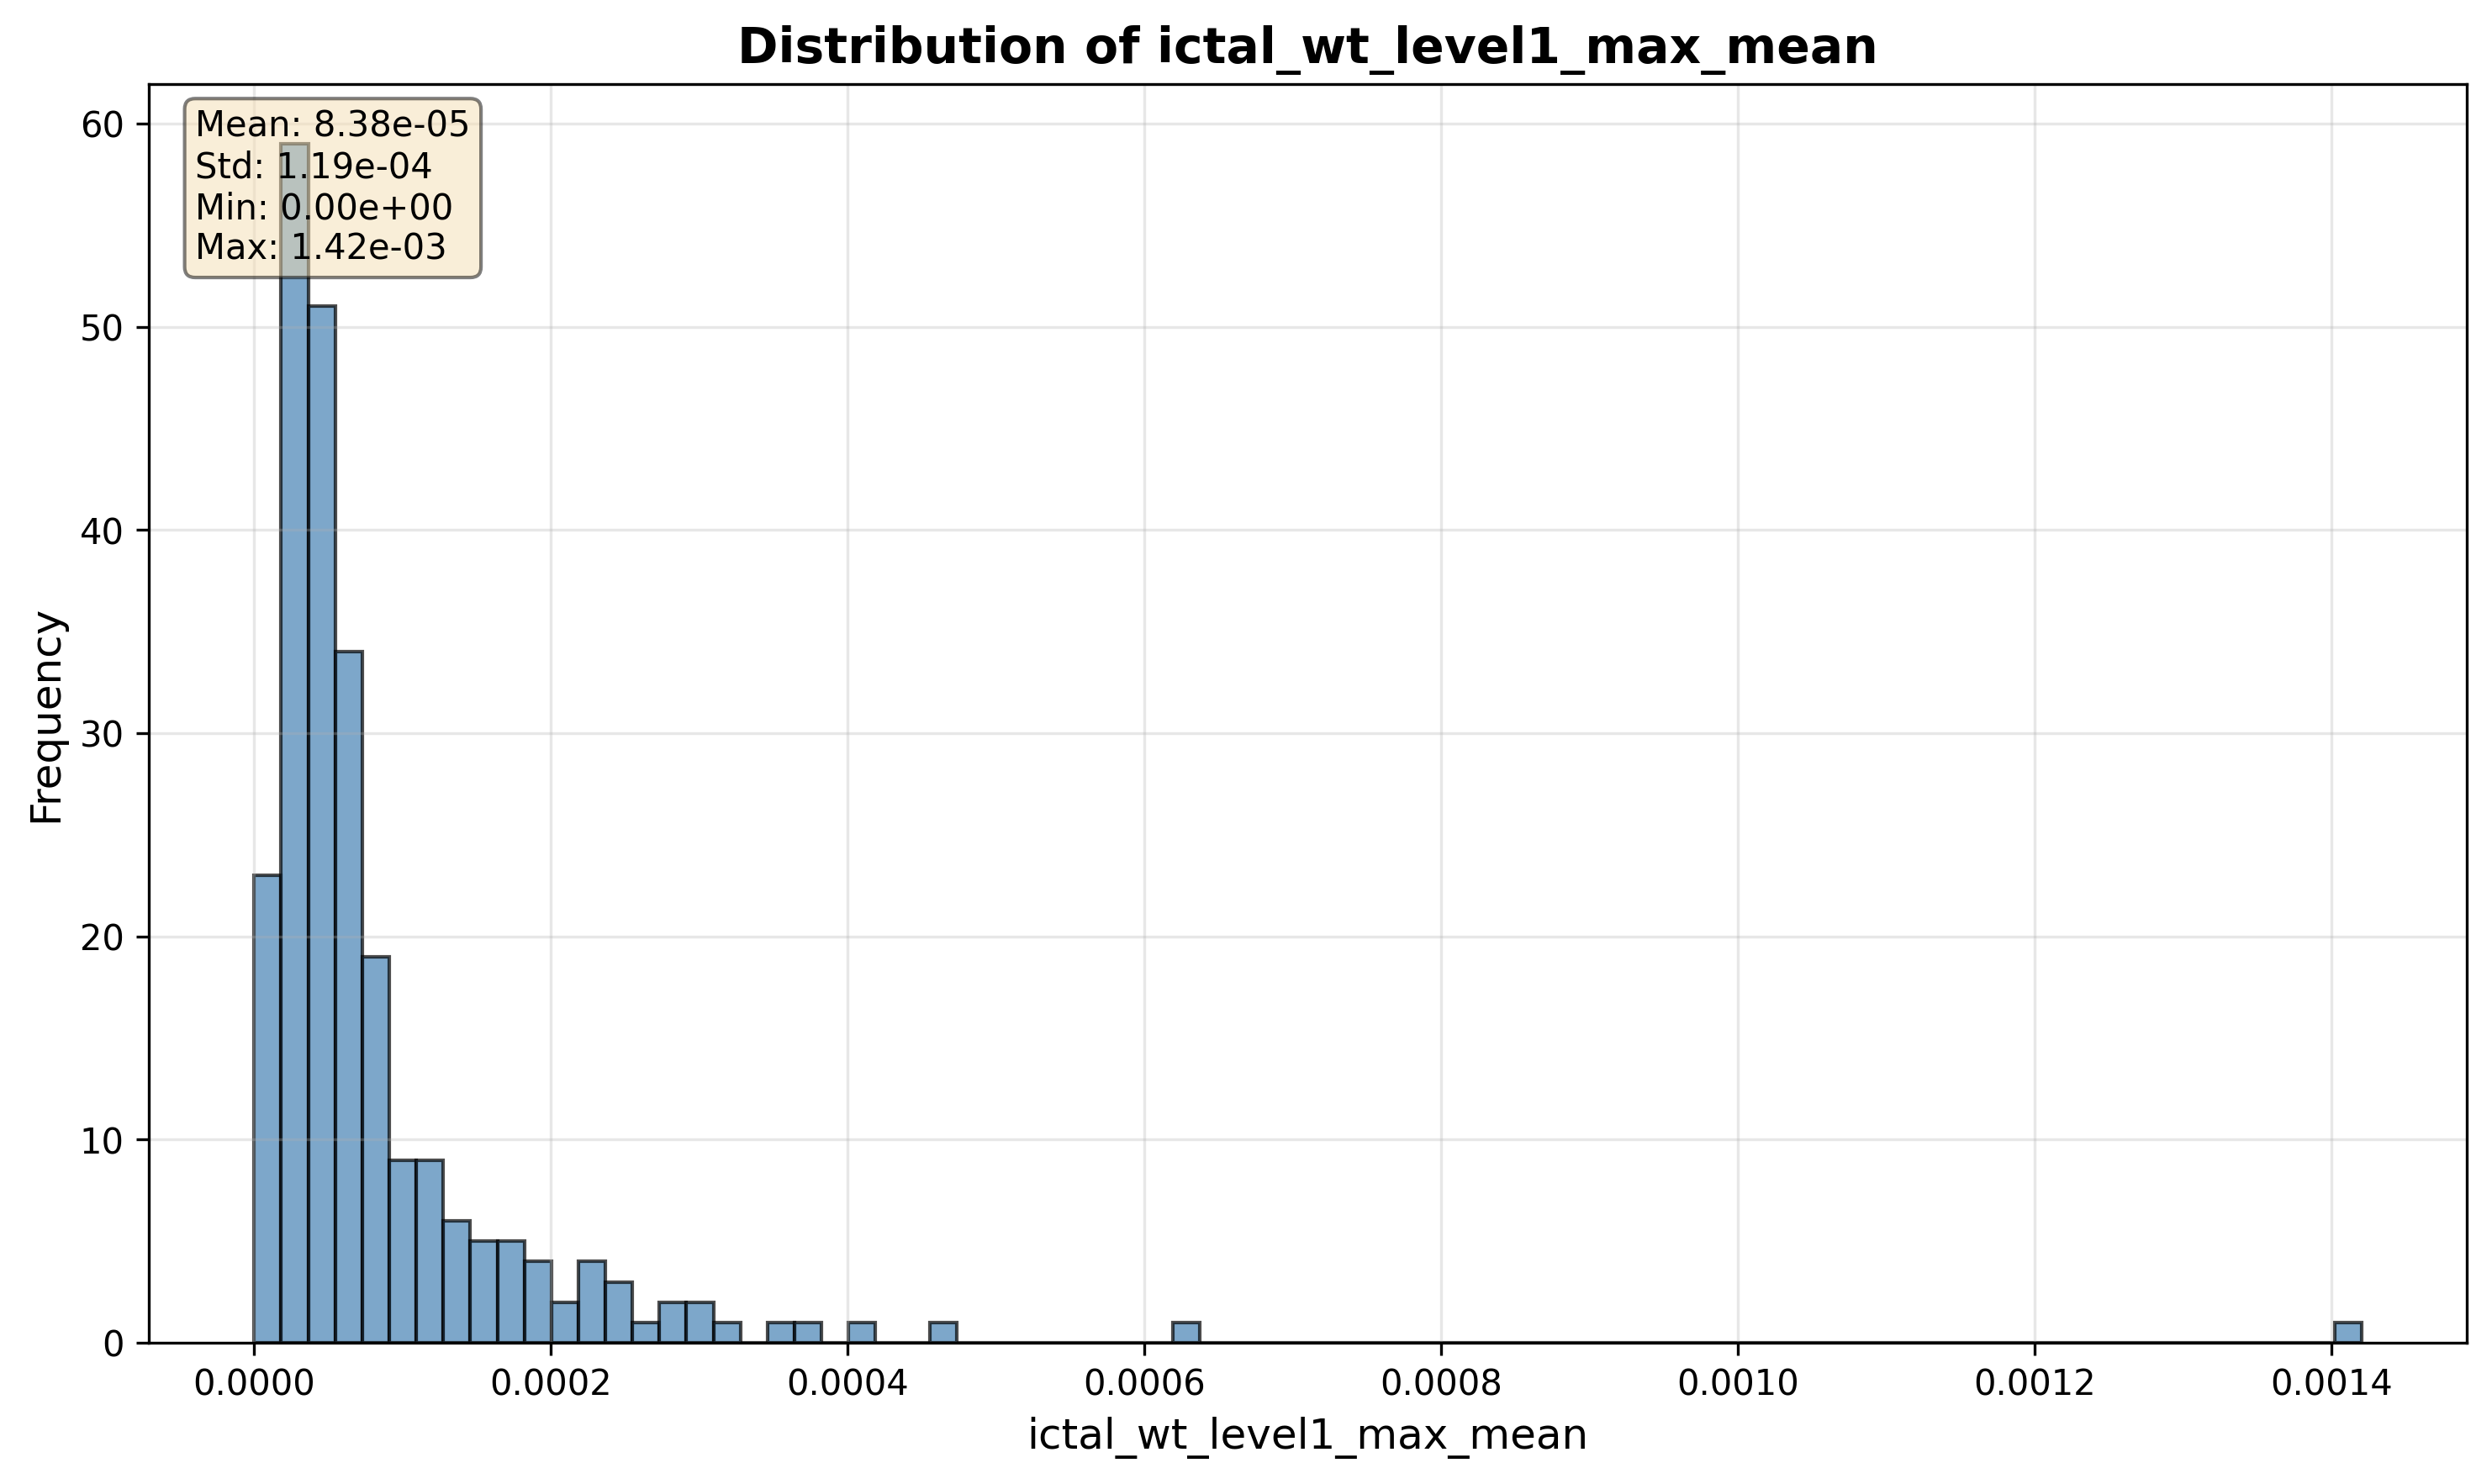 Distribution of ictal_wt_level1_max_mean
Mean: 8.38e-05
Std: 1.19e-04
Min: 0.00e+00
Max: 1.42e-03
60
50
40
30
20
10
0
Frequency
0.0000 0.0002 0.0004 0.0006 0.0008 0.0010 0.0012 0.0014
ictal_wt_level1_max_mean